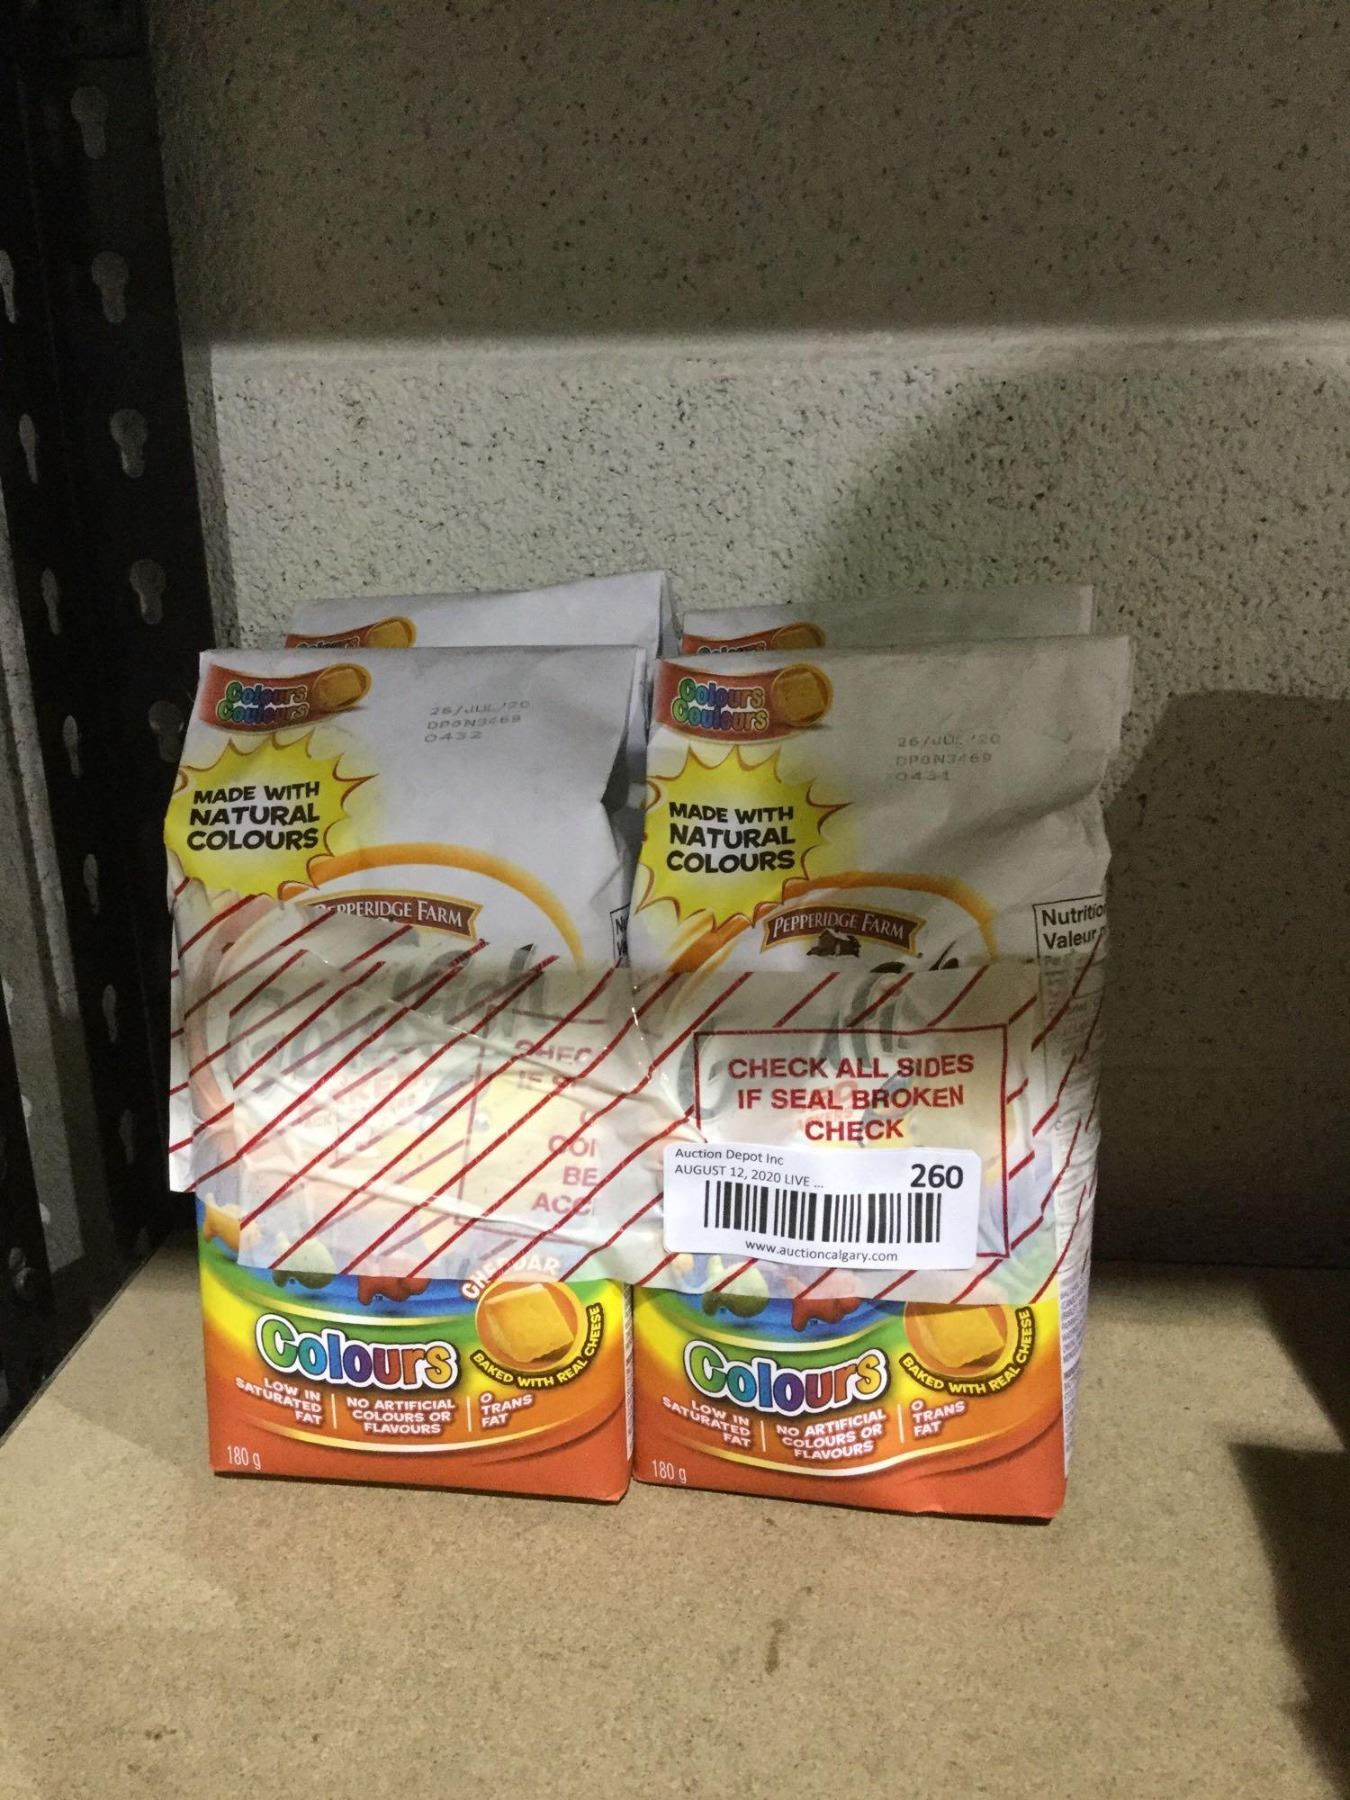 Colours
Colours
Colours
Couleurs
26/JUL/20
DPON3469
0432
MADE WITH
NATURAL
COLOURS
PEPPERIDGE FARM
Colours
Couleurs
26/JUL '20
DPON3469
0431
MADE WITH
NATURAL
COLOURS
PEPPERIDGE FARM
Nutrition
Valeur
CHECK ALL SIDES
IF SEAL BROKEN
CHECK
Auction Depot Inc
AUGUST 12, 2020 LIVE ...
260
www.auctioncalgary.com
CHEDDAR
BAKED WITH REAL CHEESE
Colours
LOW IN
SATURATED
FAT
NO ARTIFICIAL
COLOURS OR
FLAVOURS
0
TRANS
FAT
180 g
BAKED WITH REAL CHEESE
Colours
LOW IN
SATURATED
FAT
NO ARTIFICIAL
COLOURS OR
FLAVOURS
0
TRANS
FAT
180 g